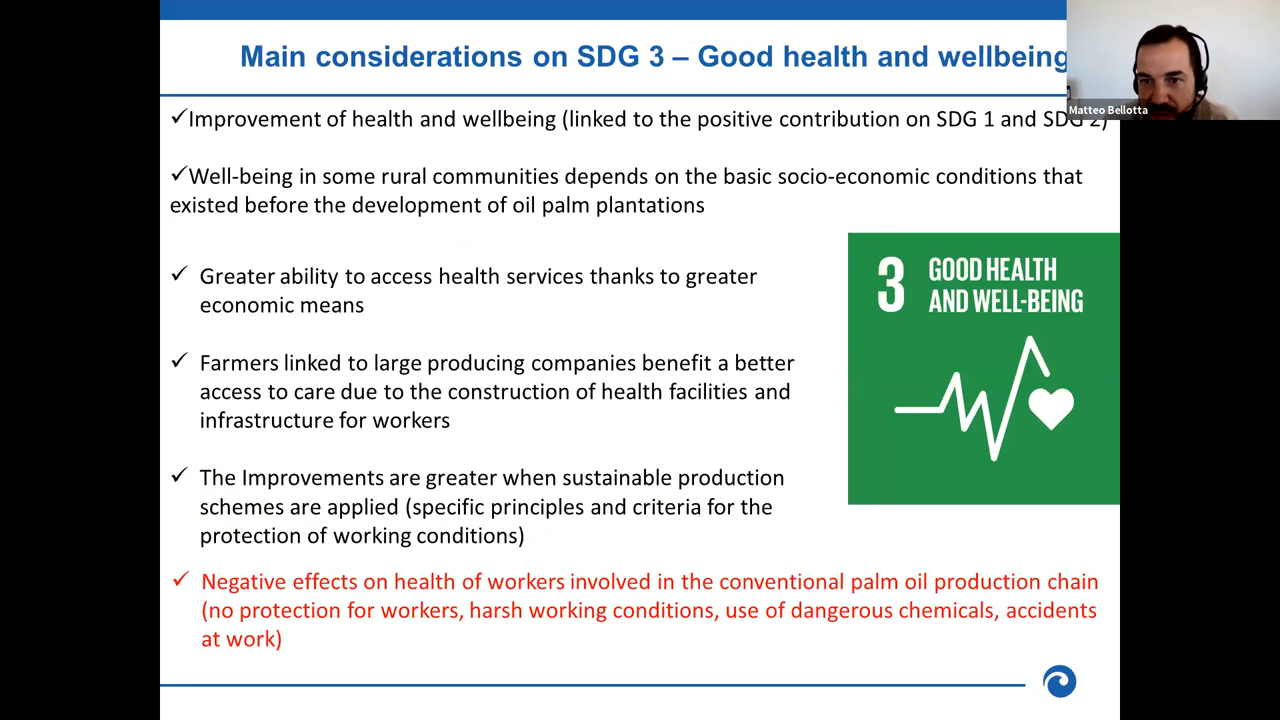 Main considerations on SDG 3 – Good health and wellbeing
Matteo Bellotta
✓Improvement of health and wellbeing (linked to the positive contribution on SDG 1 and SDG 2)
✓Well-being in some rural communities depends on the basic socio-economic conditions that
existed before the development of oil palm plantations
✓ Greater ability to access health services thanks to greater
economic means
✓ Farmers linked to large producing companies benefit a better
access to care due to the construction of health facilities and
infrastructure for workers
✓ The Improvements are greater when sustainable production
schemes are applied (specific principles and criteria for the
protection of working conditions)
3 GOOD HEALTH
AND WELL-BEING
✓ Negative effects on health of workers involved in the conventional palm oil production chain
(no protection for workers, harsh working conditions, use of dangerous chemicals, accidents
at work)